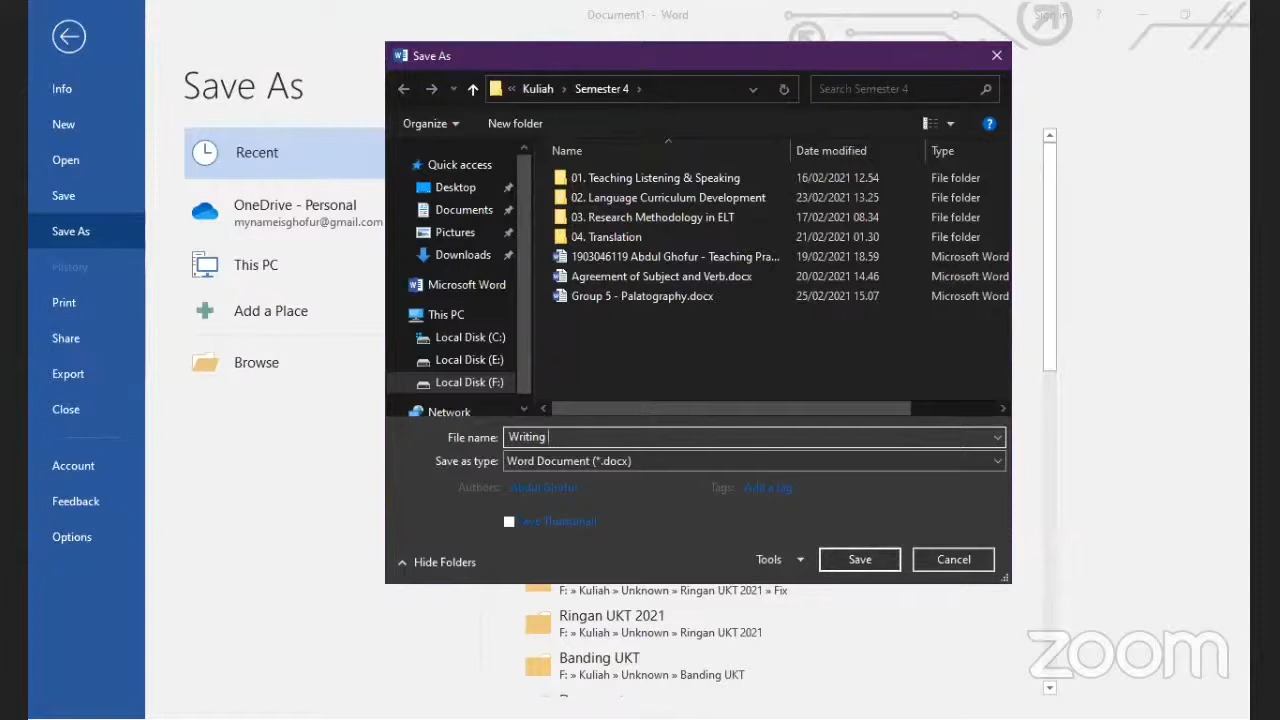 Document1 - Word
Sign in
?
Info
New
Open
Save
Save As
History
Print
Share
Export
Close
Account
Feedback
Options
Save As
Recent
OneDrive - Personal
mynameisghofur@gmail.com
This PC
Add a Place
Browse
Save As
« Kuliah › Semester 4 ›
Search Semester 4
Organize
New folder
?
Quick access
Desktop
Documents
Pictures
Downloads
Microsoft Word
This PC
Local Disk (C:)
Local Disk (E:)
Local Disk (F:)
Network
Name Date modified Type
01. Teaching Listening & Speaking 16/02/2021 12.54 File folder
02. Language Curriculum Development 23/02/2021 13.25 File folder
03. Research Methodology in ELT 17/02/2021 08.34 File folder
04. Translation 21/02/2021 01.30 File folder
1903046119 Abdul Ghofur - Teaching Pra... 19/02/2021 18.59 Microsoft Word
Agreement of Subject and Verb.docx 20/02/2021 14.46 Microsoft Word
Group 5 - Palatography.docx 25/02/2021 15.07 Microsoft Word
File name: Writing
Save as type: Word Document (*.docx)
Authors: Abdul Ghofur Tags: Add a tag
Save Thumbnail
Hide Folders
Tools
Save
Cancel
F: » Kuliah » Unknown » Ringan UKT 2021 » Fix
Ringan UKT 2021
F: » Kuliah » Unknown » Ringan UKT 2021
Banding UKT
F: » Kuliah » Unknown » Banding UKT
zoom